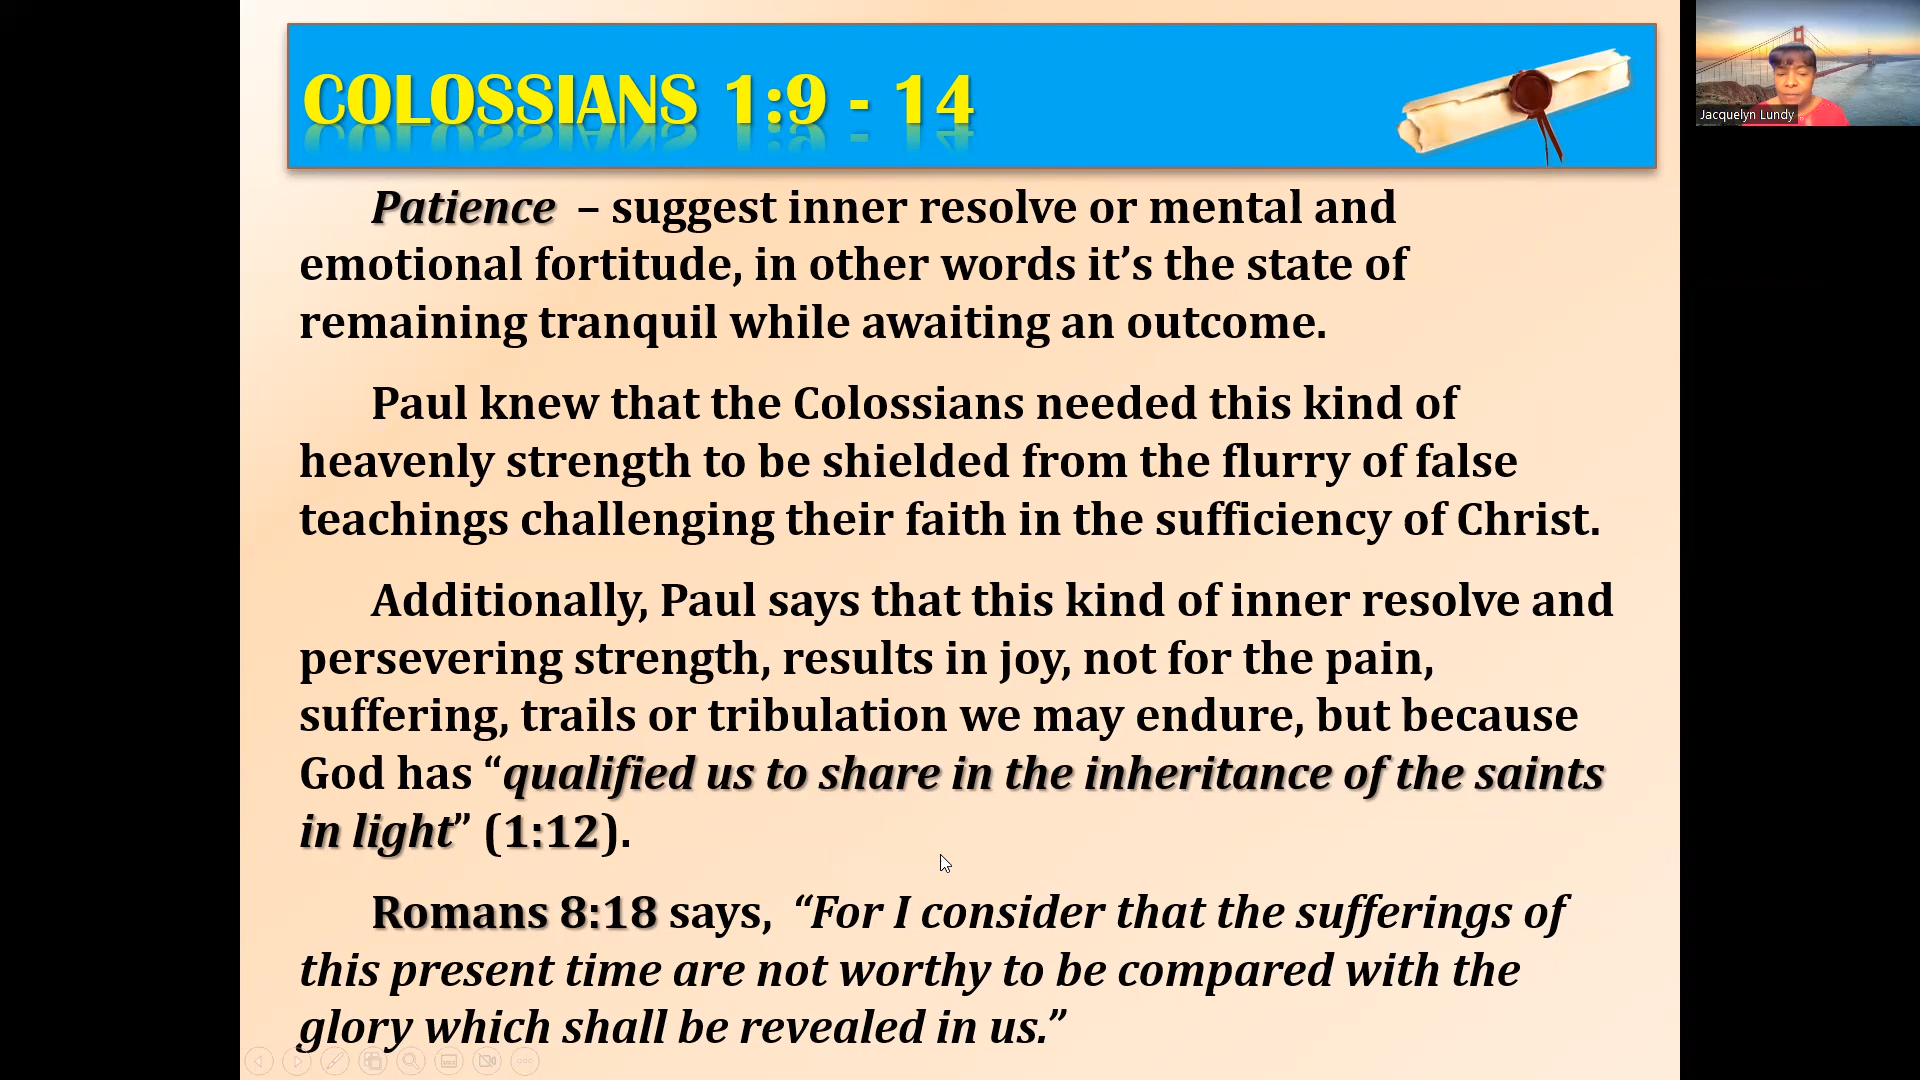 COLOSSIANS 1:9 - 14
Jacquelyn Lundy
Patience – suggest inner resolve or mental and
emotional fortitude, in other words it’s the state of
remaining tranquil while awaiting an outcome.
Paul knew that the Colossians needed this kind of
heavenly strength to be shielded from the flurry of false
teachings challenging their faith in the sufficiency of Christ.
Additionally, Paul says that this kind of inner resolve and
persevering strength, results in joy, not for the pain,
suffering, trails or tribulation we may endure, but because
God has “qualified us to share in the inheritance of the saints
in light” (1:12).
Romans 8:18 says, “For I consider that the sufferings of
this present time are not worthy to be compared with the
glory which shall be revealed in us.”